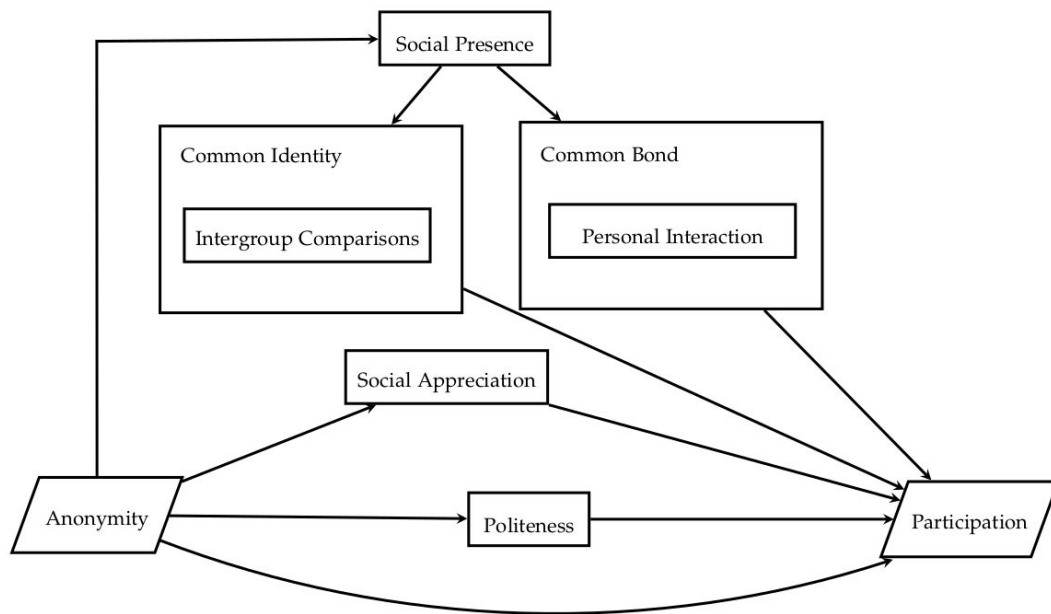 Social Presence
Common Identity
Common Bond
Intergroup Comparisons
Personal Interaction
Social Appreciation
Anonymity
Politeness
Participation